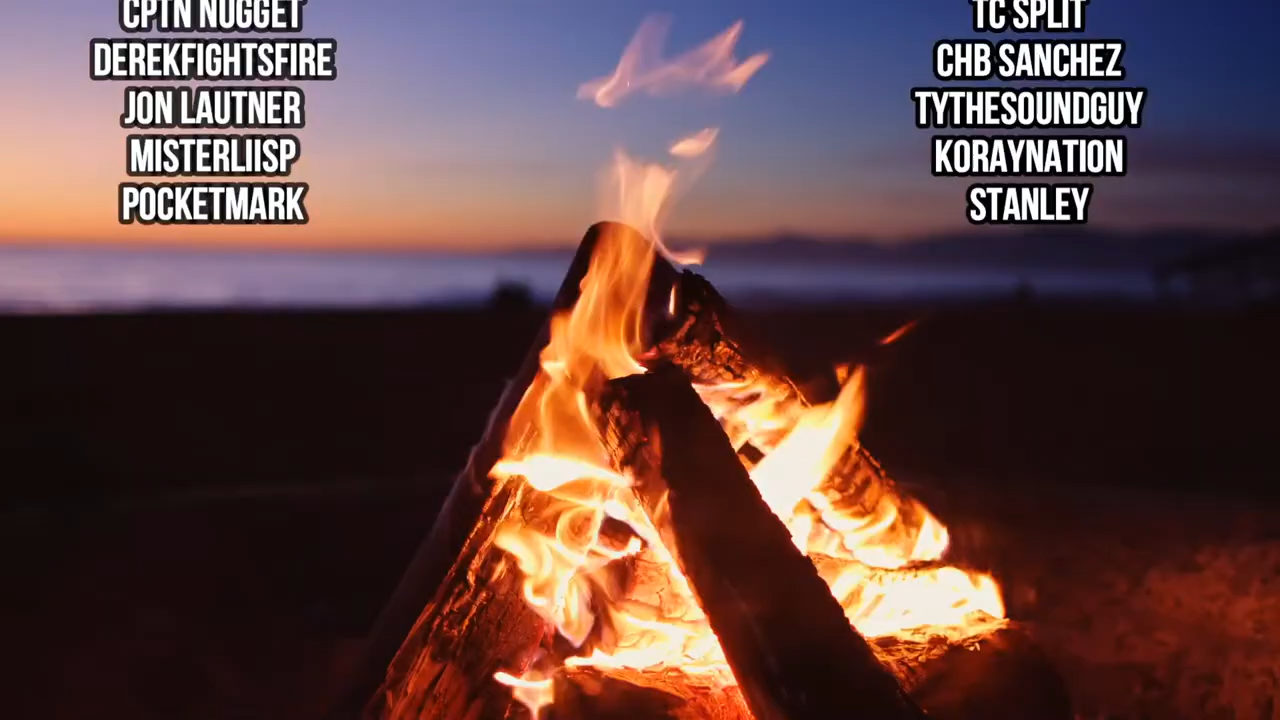 CPTN NUGGET
DEREKFIGHTSFIRE
JON LAUTNER
MISTERLIISP
POCKETMARK
TC SPLIT
CHB SANCHEZ
TYTHESOUNDGUY
KORAYNATION
STANLEY